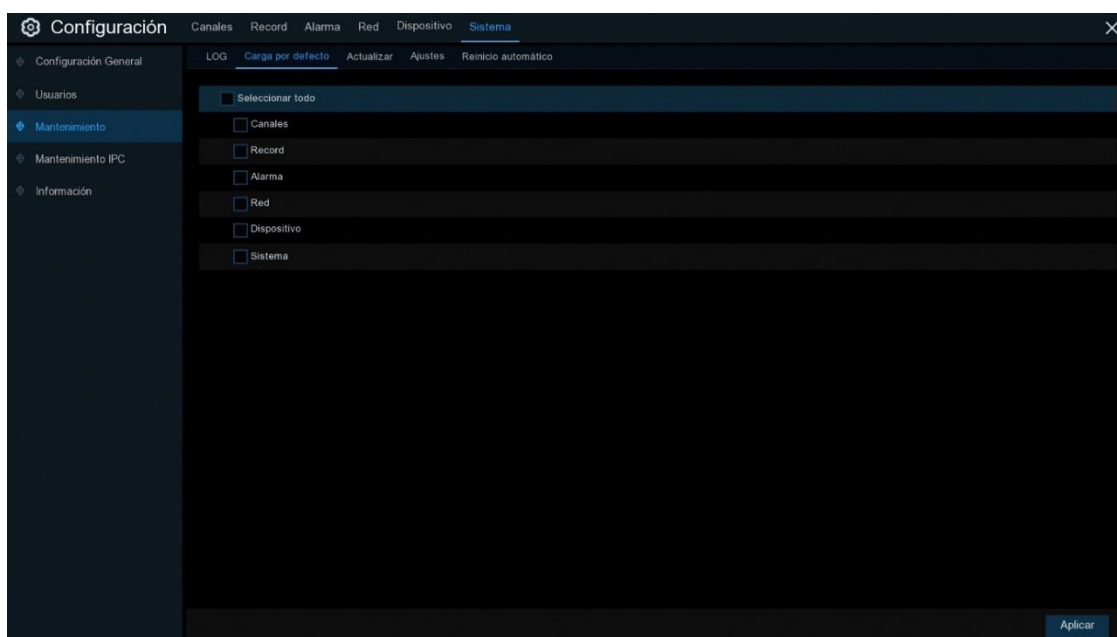 Configuración Canales Record Alarma Red Dispositivo Sistema
LOG Carga por defecto Actualizar Ajustes Reinicio automático
Configuración General
Usuarios
Mantenimiento
Mantenimiento IPC
Información
Seleccionar todo
Canales
Record
Alarma
Red
Dispositivo
Sistema
Aplicar